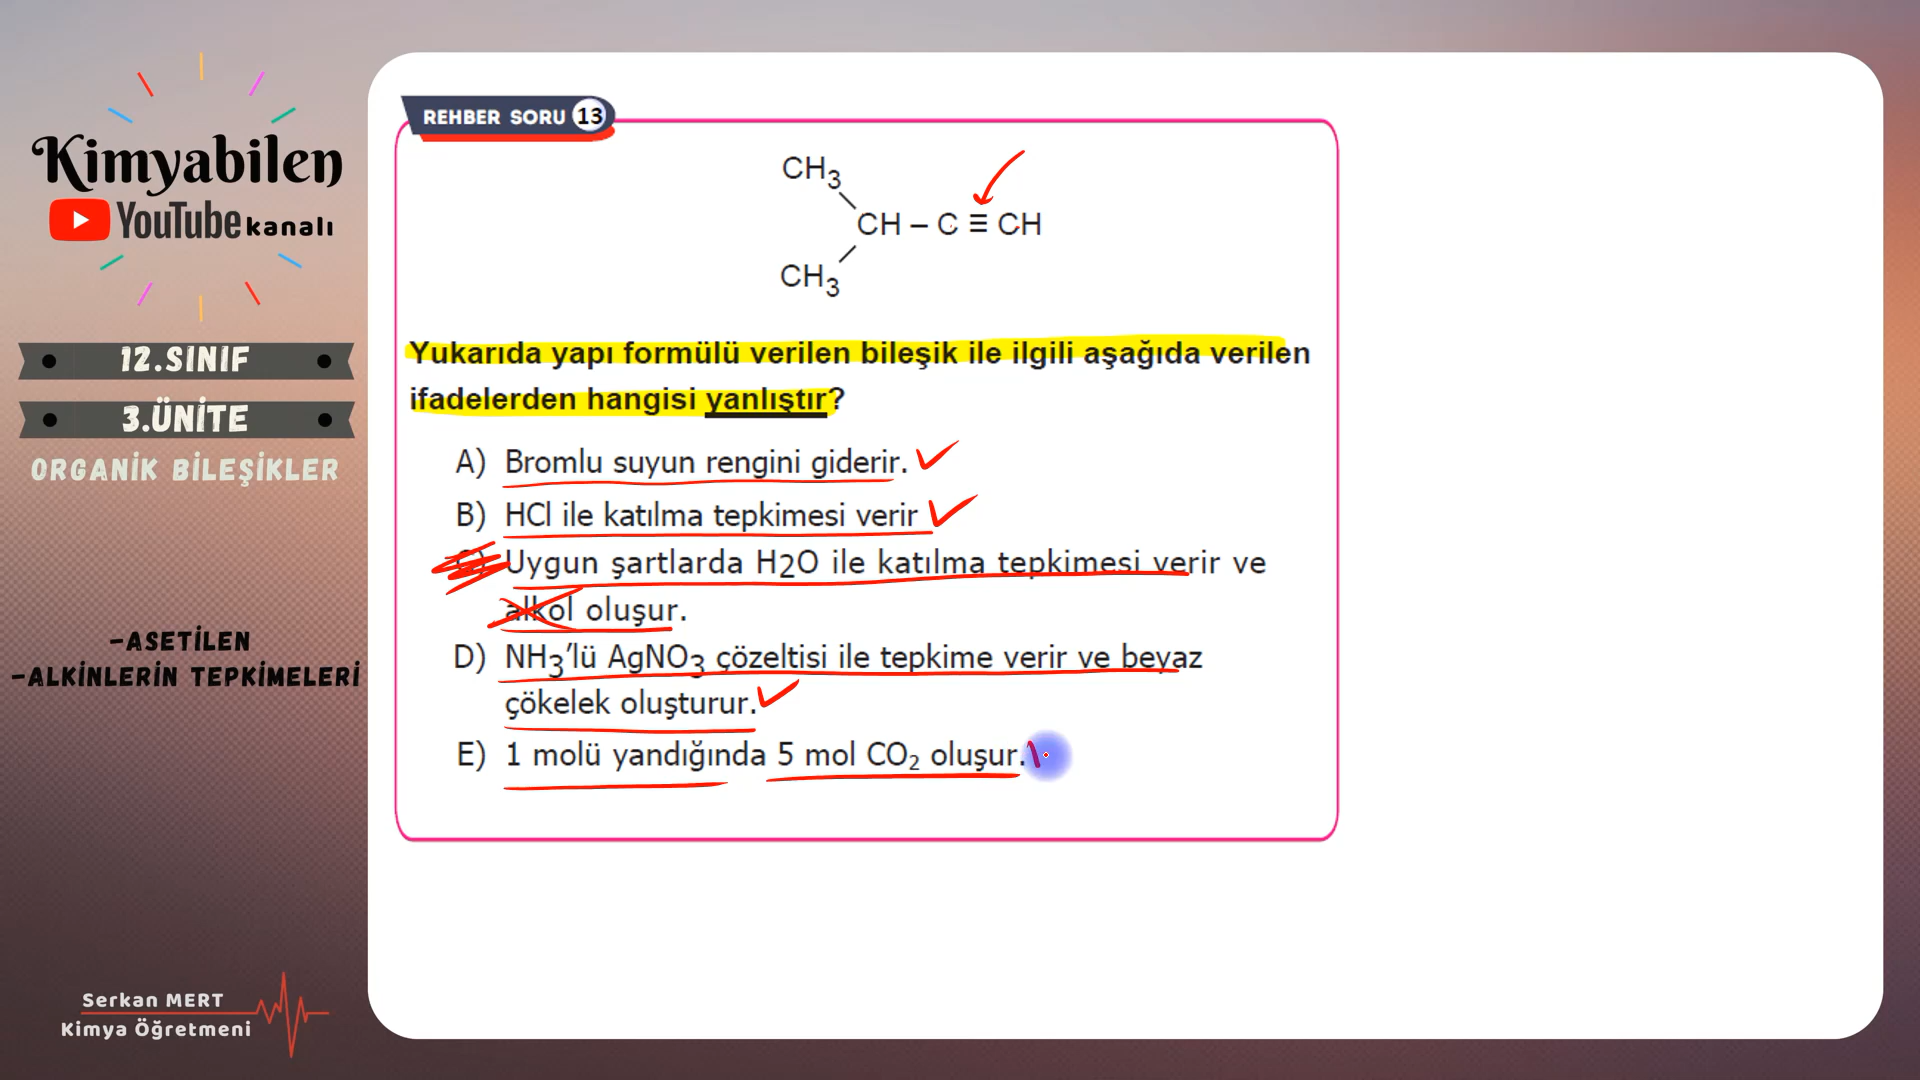 Kimyabilen
YouTube kanalı
12.SINIF
3.ÜNİTE
ORGANİK BİLEŞİKLER
-ASETİLEN
-ALKİNLERİN TEPKİMELERİ
Serkan MERT
Kimya Öğretmeni
REHBER SORU 13
CH3
CH – C ≡ CH
CH3
Yukarıda yapı formülü verilen bileşik ile ilgili aşağıda verilen
ifadelerden hangisi yanlıştır?
A) Bromlu suyun rengini giderir.
B) HCl ile katılma tepkimesi verir
C) Uygun şartlarda H2O ile katılma tepkimesi verir ve
alkol oluşur.
D) NH3’lü AgNO3 çözeltisi ile tepkime verir ve beyaz
çökelek oluşturur.
E) 1 molü yandığında 5 mol CO2 oluşur.